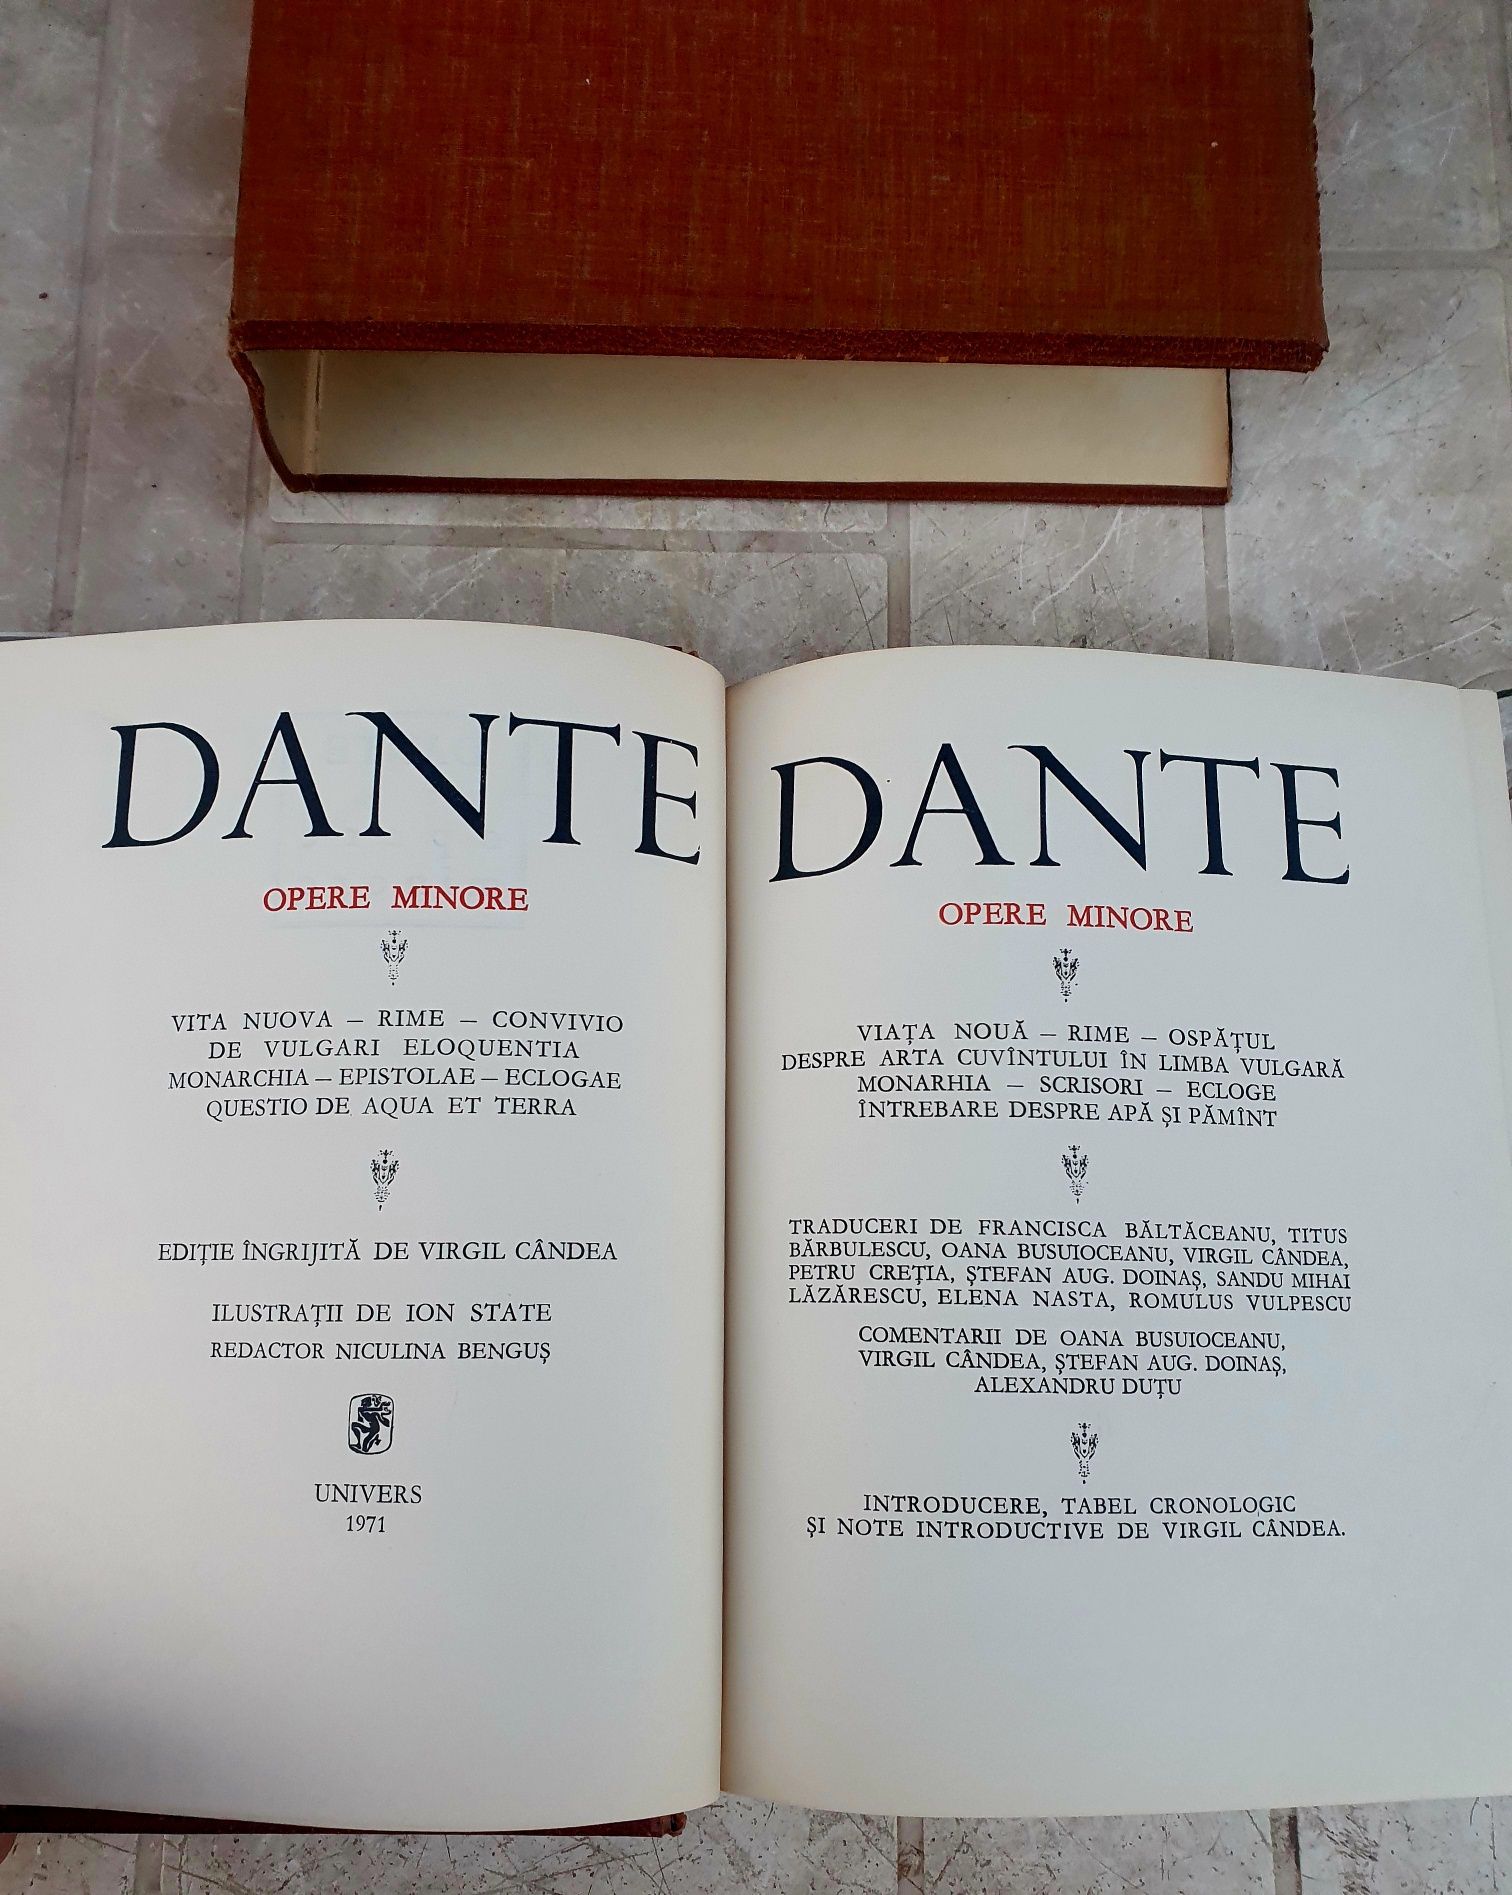 DANTE
OPERE MINORE
VITA NUOVA – RIME – CONVIVIO
DE VULGARI ELOQUENTIA
MONARCHIA – EPISTOLAE – ECLOGAE
QUESTIO DE AQUA ET TERRA
EDIȚIE ÎNGRIJITĂ DE VIRGIL CÂNDEA
ILUSTRAȚII DE ION STATE
REDACTOR NICULINA BENGUȘ
UNIVERS
1971
DANTE
OPERE MINORE
VIAȚA NOUĂ – RIME – OSPĂȚUL
DESPRE ARTA CUVÎNTULUI ÎN LIMBA VULGARĂ
MONARHIA – SCRISORI – ECLOGE
ÎNTREBARE DESPRE APĂ ȘI PĂMÎNT
TRADUCERI DE FRANCISCA BĂLTĂCEANU, TITUS
BĂRBULESCU, OANA BUSUIOCEANU, VIRGIL CÂNDEA,
PETRU CREȚIA, ȘTEFAN AUG. DOINAȘ, SANDU MIHAI
LĂZĂRESCU, ELENA NASTA, ROMULUS VULPESCU
COMENTARII DE OANA BUSUIOCEANU,
VIRGIL CÂNDEA, ȘTEFAN AUG. DOINAȘ,
ALEXANDRU DUȚU
INTRODUCERE, TABEL CRONOLOGIC
ȘI NOTE INTRODUCTIVE DE VIRGIL CÂNDEA.